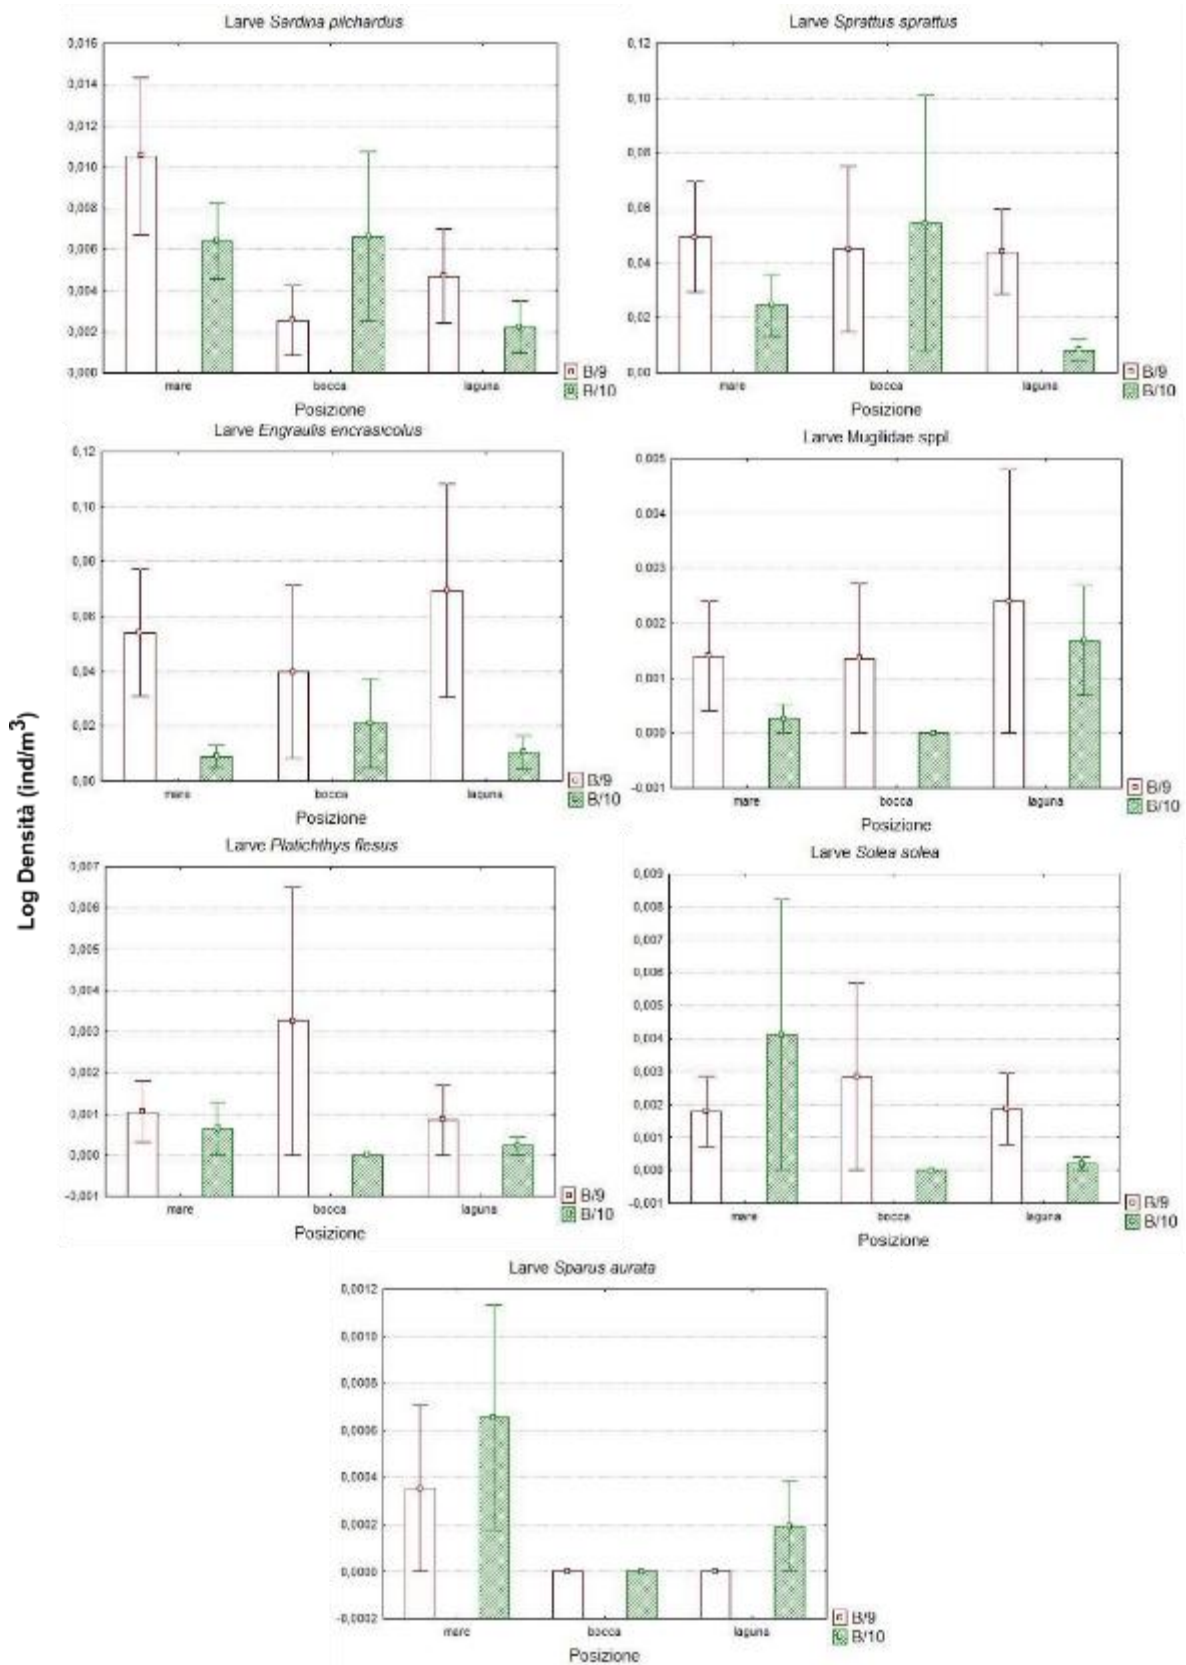 Larve Sardina pilchardus
0,016
0,014
0,012
0,010
0,008
0,006
0,004
0,002
0,000
mare bocca laguna
B/9
B/10
Posizione
Larve Sprattus sprattus
0,12
0,10
0,08
0,06
0,04
0,02
0,00
mare bocca laguna
B/9
B/10
Posizione
Larve Engraulis encrasicolus
0,12
0,10
0,08
0,06
0,04
0,02
0,00
mare bocca laguna
B/9
B/10
Posizione
Larve Mugilidae sppl
0,005
0,004
0,003
0,002
0,001
0,000
-0,001
mare bocca laguna
B/9
B/10
Posizione
Log Densità (ind/m³)
Larve Platichthys flesus
0,007
0,006
0,005
0,004
0,003
0,002
0,001
0,000
-0,001
mare bocca laguna
B/9
B/10
Posizione
Larve Solea solea
0,009
0,008
0,007
0,006
0,005
0,004
0,003
0,002
0,001
0,000
-0,001
mare bocca laguna
B/9
B/10
Posizione
Larve Sparus aurata
0,0012
0,0010
0,0008
0,0006
0,0004
0,0002
0,0000
-0,0002
mare bocca laguna
B/9
B/10
Posizione